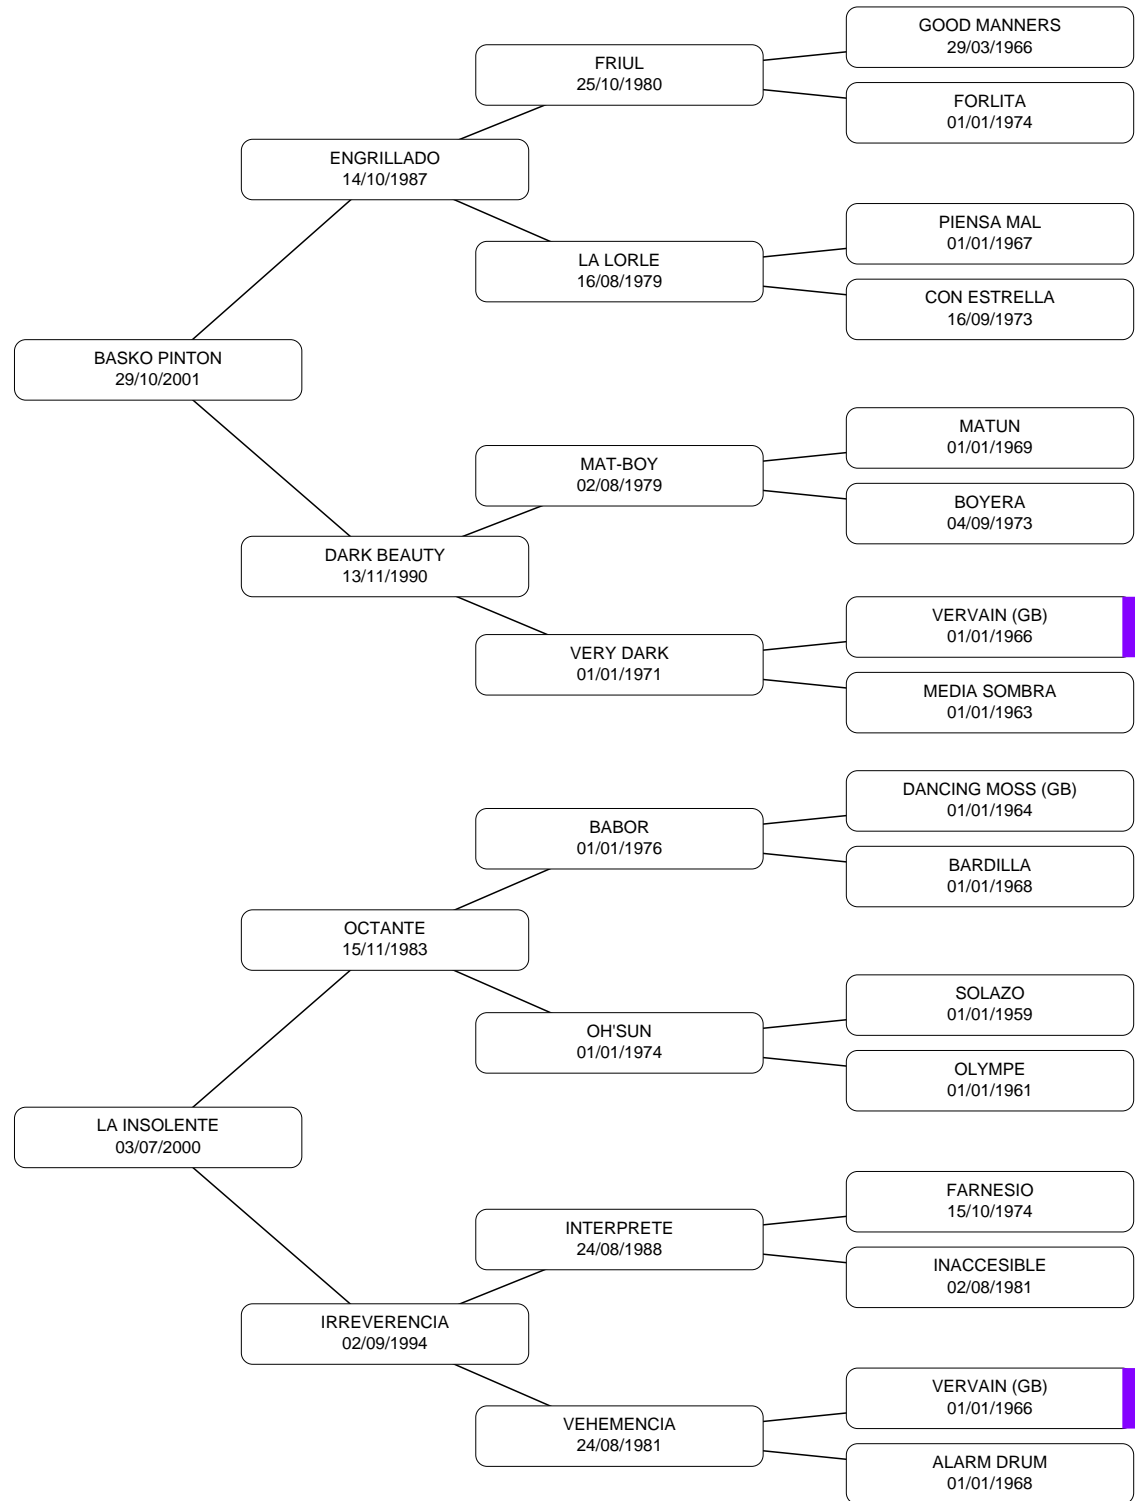 GOOD MANNERS
29/03/1966
FRIUL
25/10/1980
FORLITA
01/01/1974
ENGRILLADO
14/10/1987
PIENSA MAL
01/01/1967
LA LORLE
16/08/1979
CON ESTRELLA
16/09/1973
BASKO PINTON
29/10/2001
MATUN
01/01/1969
MAT-BOY
02/08/1979
BOYERA
04/09/1973
DARK BEAUTY
13/11/1990
VERVAIN (GB)
01/01/1966
VERY DARK
01/01/1971
MEDIA SOMBRA
01/01/1963
DANCING MOSS (GB)
01/01/1964
BABOR
01/01/1976
BARDILLA
01/01/1968
OCTANTE
15/11/1983
SOLAZO
01/01/1959
OH'SUN
01/01/1974
OLYMPE
01/01/1961
LA INSOLENTE
03/07/2000
FARNESIO
15/10/1974
INTERPRETE
24/08/1988
INACCESIBLE
02/08/1981
IRREVERENCIA
02/09/1994
VERVAIN (GB)
01/01/1966
VEHEMENCIA
24/08/1981
ALARM DRUM
01/01/1968